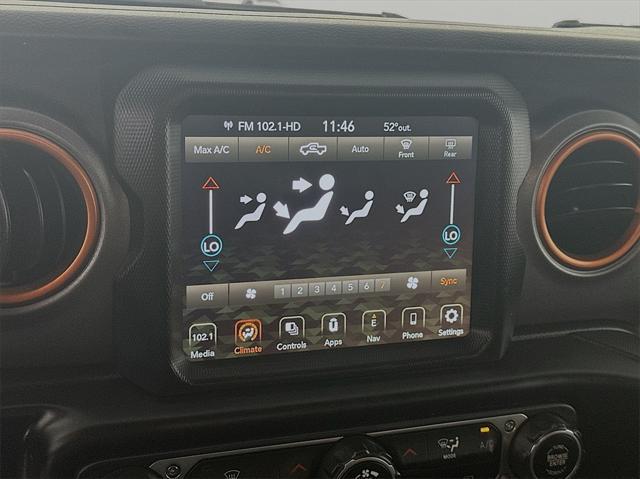 FM 102.1-HD 11:46 52°out.
Max A/C A/C Auto Front Rear
LO LO
Off 1 2 3 4 5 6 7 Sync
102.1 E
Media Climate Controls Apps Nav Phone Settings
MODE A/C
BROWSE
ENTER